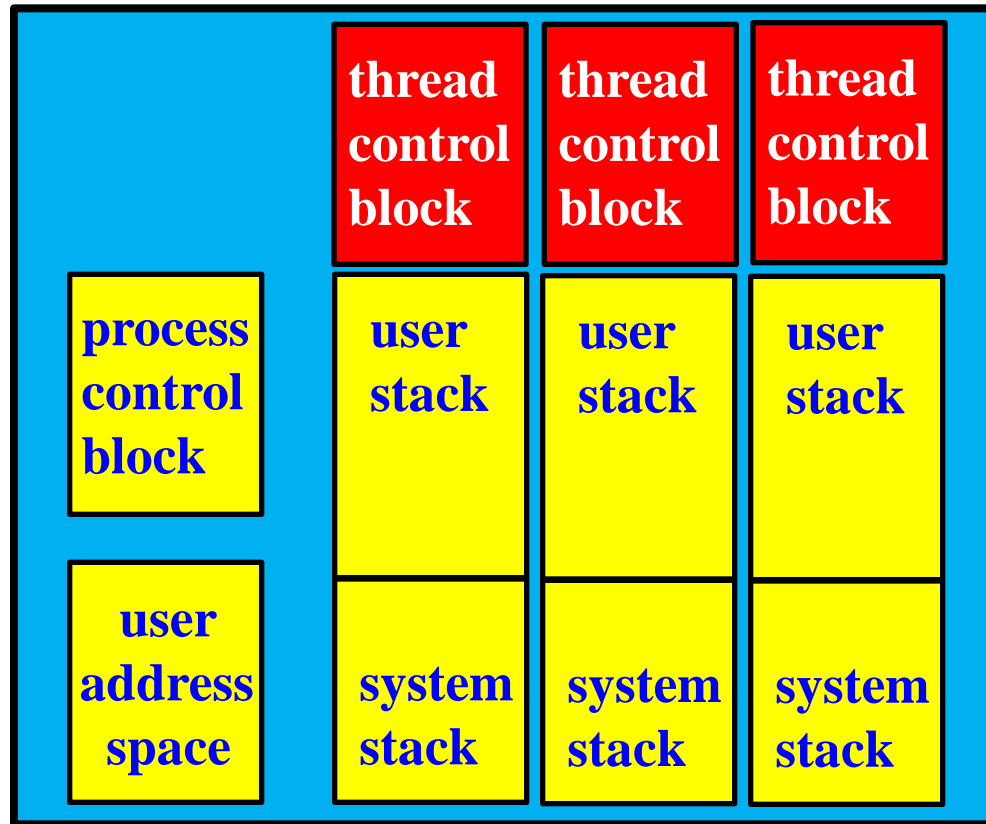 thread
control
block
thread
control
block
thread
control
block
process
control
block
user
stack
user
stack
user
stack
user
address
space
system
stack
system
stack
system
stack